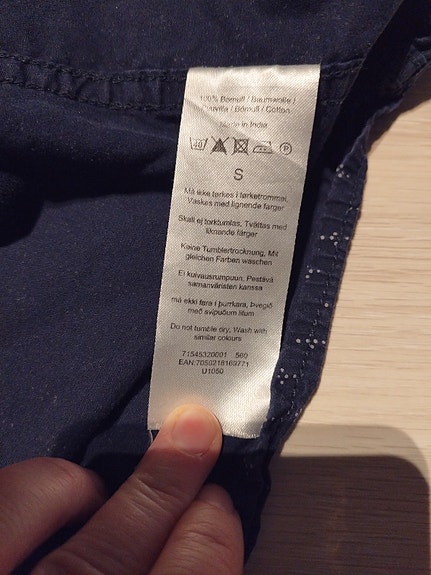 100% Bomull / Baumwolle /
Puuvilla / Bómull / Cotton
Made in India
40 P
S
Må ikke tørkes i tørketrommel,
Vaskes med lignende farger
Skall ej torktumlas, Tvättas med
liknande färger
Keine Tumblertrocknung, Mit
gleichen Farben waschen
Ei kuivausrumpuun, Pestävä
samanväristen kanssa
má ekki fara í þurrkara, Þvegið
með svipuðum litum
Do not tumble dry, Wash with
similar colours
71545320001 560
EAN:7050218169771
U1050